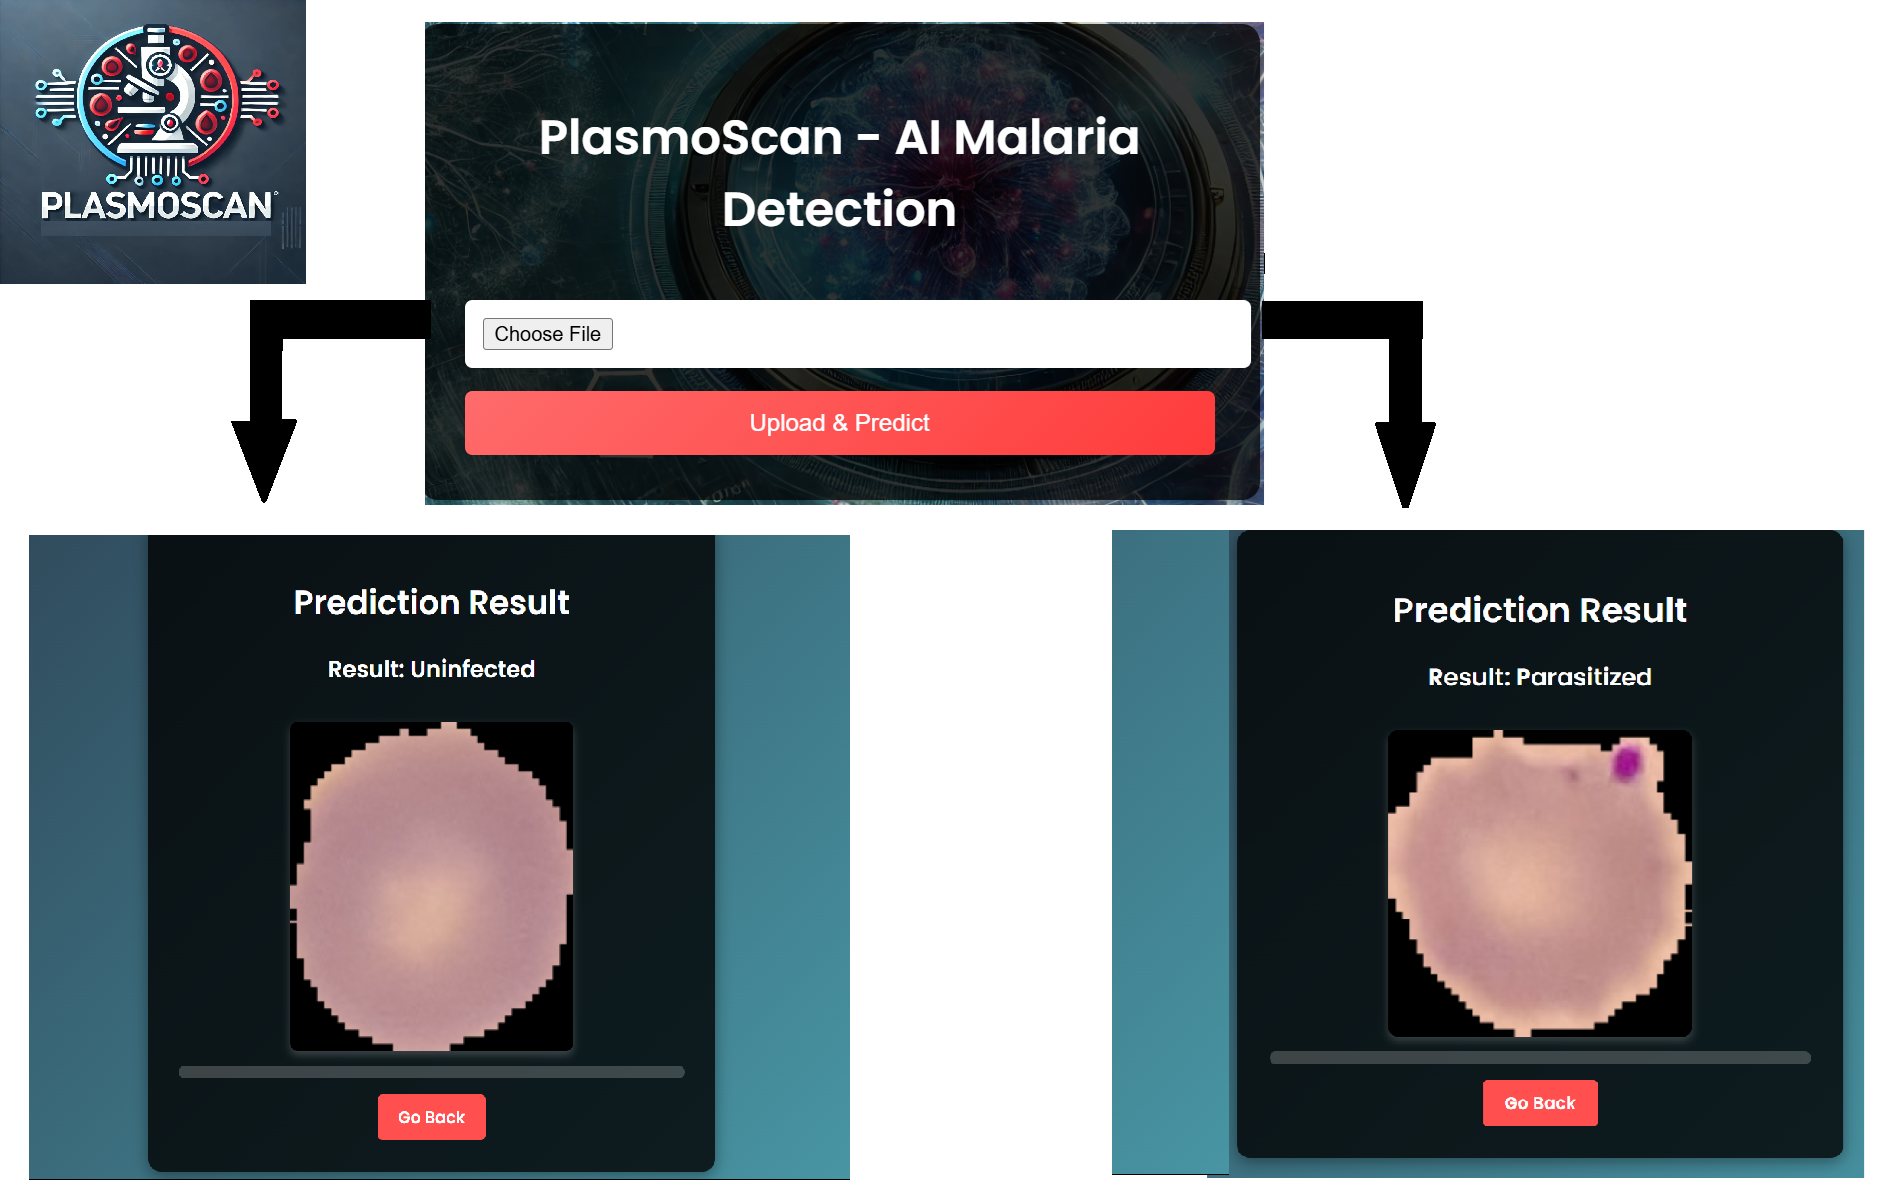 PLASMOSCAN
PlasmoScan - AI Malaria
Detection
Choose File
Upload & Predict
Prediction Result
Result: Uninfected
Go Back
Prediction Result
Result: Parasitized
Go Back